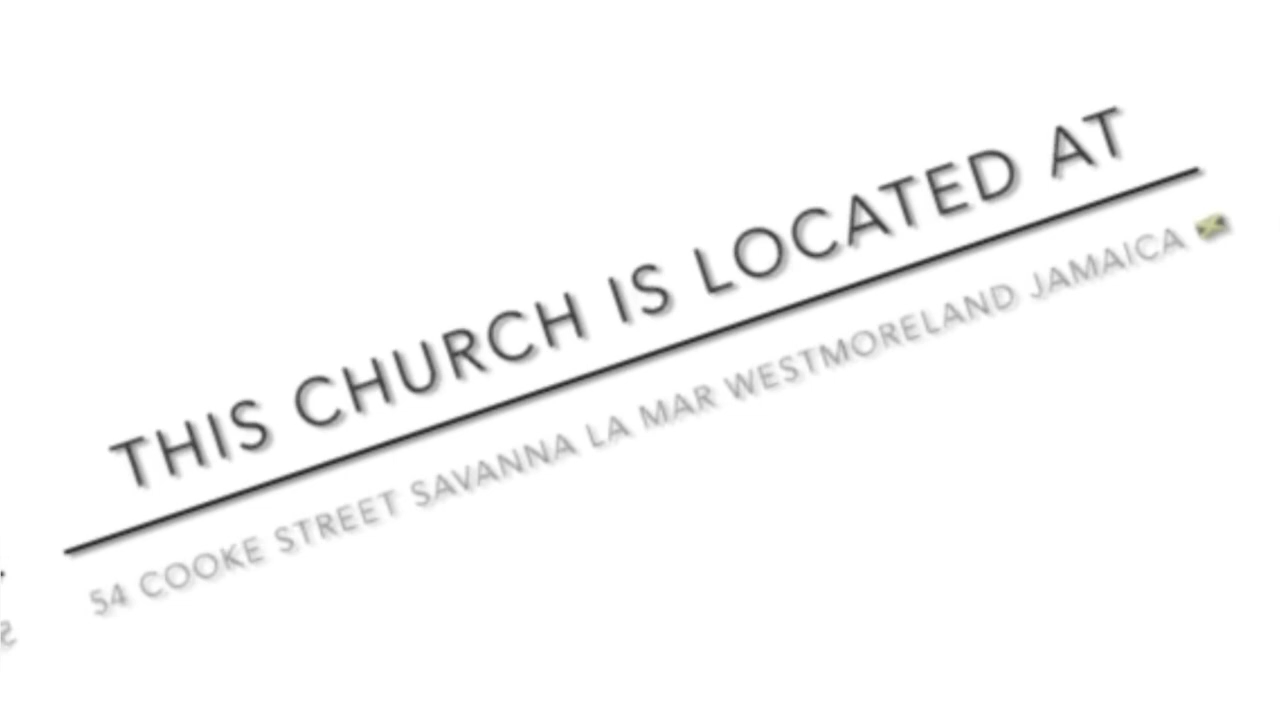 THIS CHURCH IS LOCATED AT
54 COOKE STREET SAVANNA LA MAR WESTMORELAND JAMAICA 🇯🇲